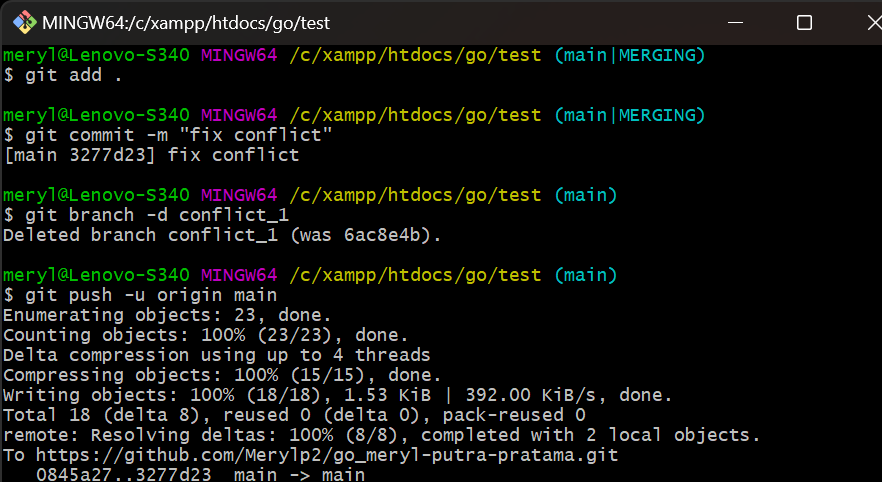 MINGW64:/c/xampp/htdocs/go/test
meryl@Lenovo-S340 MINGW64 /c/xampp/htdocs/go/test (main|MERGING)
$ git add .
meryl@Lenovo-S340 MINGW64 /c/xampp/htdocs/go/test (main|MERGING)
$ git commit -m "fix conflict"
[main 3277d23] fix conflict
meryl@Lenovo-S340 MINGW64 /c/xampp/htdocs/go/test (main)
$ git branch -d conflict_1
Deleted branch conflict_1 (was 6ac8e4b).
meryl@Lenovo-S340 MINGW64 /c/xampp/htdocs/go/test (main)
$ git push -u origin main
Enumerating objects: 23, done.
Counting objects: 100% (23/23), done.
Delta compression using up to 4 threads
Compressing objects: 100% (15/15), done.
Writing objects: 100% (18/18), 1.53 KiB | 392.00 KiB/s, done.
Total 18 (delta 8), reused 0 (delta 0), pack-reused 0
remote: Resolving deltas: 100% (8/8), completed with 2 local objects.
To https://github.com/Merylp2/go_meryl-putra-pratama.git
   0845a27..3277d23  main -> main